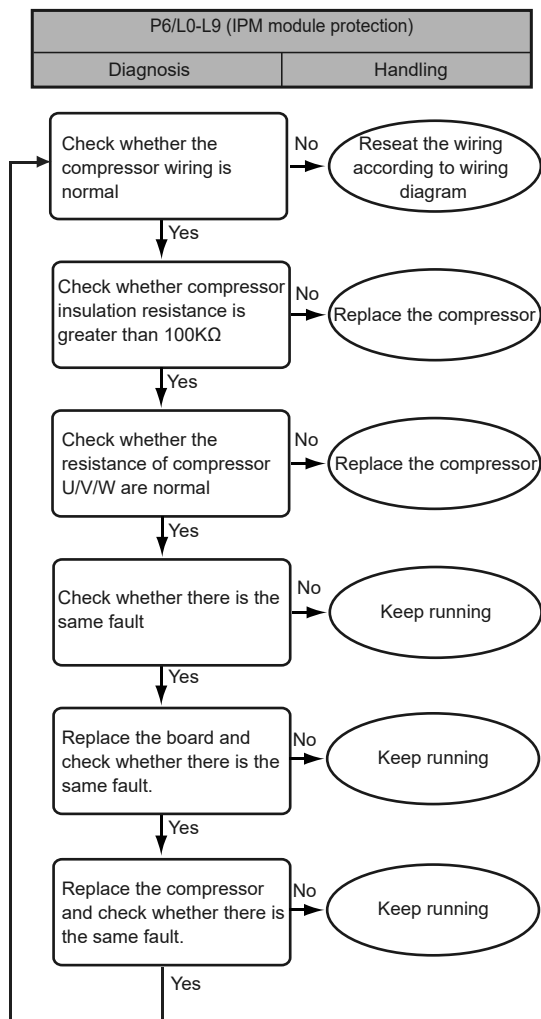 P6/L0-L9 (IPM module protection)
Diagnosis
Handling
Check whether the
compressor wiring is
normal
No
Reseat the wiring
according to wiring
diagram
Yes
Check whether compressor
insulation resistance is
greater than 100KΩ
No
Replace the compressor
Yes
Check whether the
resistance of compressor
U/V/W are normal
No
Replace the compressor
Yes
Check whether there is the
same fault
No
Keep running
Yes
Replace the board and
check whether there is the
same fault.
No
Keep running
Yes
Replace the compressor
and check whether there is
the same fault.
No
Keep running
Yes